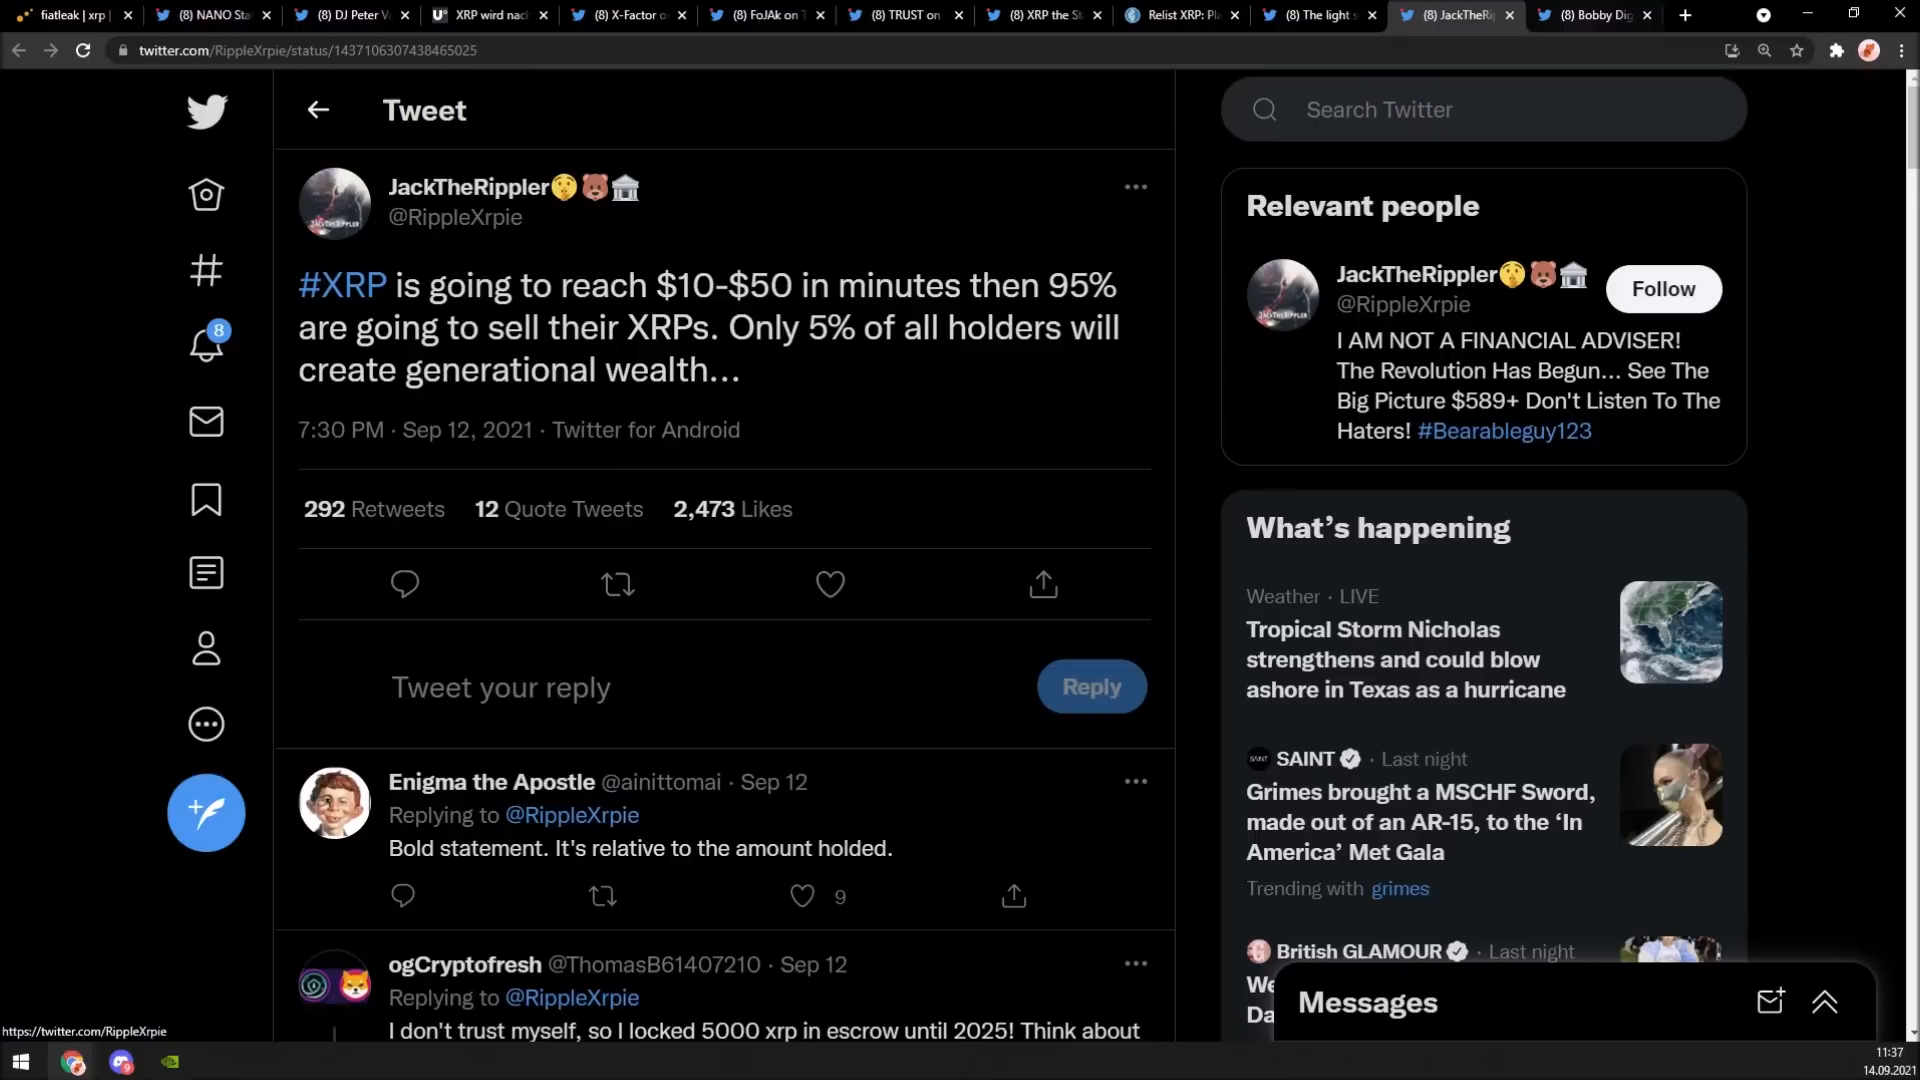 fiatleak | xrp |
(8) NANO Sta
(8) DJ Peter V
XRP wird nac
(8) X-Factor o
(8) FoJAk on T
(8) TRUST on
(8) XRP the St
Relist XRP: Pla
(8) The light s
(8) JackTheRip
(8) Bobby Dig
twitter.com/RippleXrpie/status/1437106307438465025
Tweet
JackTheRippler🤫🐻🏛️
@RippleXrpie
#XRP is going to reach $10-$50 in minutes then 95%
are going to sell their XRPs. Only 5% of all holders will
create generational wealth...
7:30 PM · Sep 12, 2021 · Twitter for Android
292 Retweets 12 Quote Tweets 2,473 Likes
Tweet your reply
Reply
Enigma the Apostle @ainittomai · Sep 12
Replying to @RippleXrpie
Bold statement. It's relative to the amount holded.
9
ogCryptofresh @ThomasB61407210 · Sep 12
Replying to @RippleXrpie
I don't trust myself, so I locked 5000 xrp in escrow until 2025! Think about
8
Search Twitter
Relevant people
JackTheRippler🤫🐻🏛️
@RippleXrpie
Follow
I AM NOT A FINANCIAL ADVISER!
The Revolution Has Begun... See The
Big Picture $589+ Don't Listen To The
Haters! #Bearableguy123
What's happening
Weather · LIVE
Tropical Storm Nicholas
strengthens and could blow
ashore in Texas as a hurricane
SAINT · Last night
Grimes brought a MSCHF Sword,
made out of an AR-15, to the 'In
America' Met Gala
Trending with grimes
British GLAMOUR · Last night
We
Da
Messages
https://twitter.com/RippleXrpie
11:37
14.09.2021